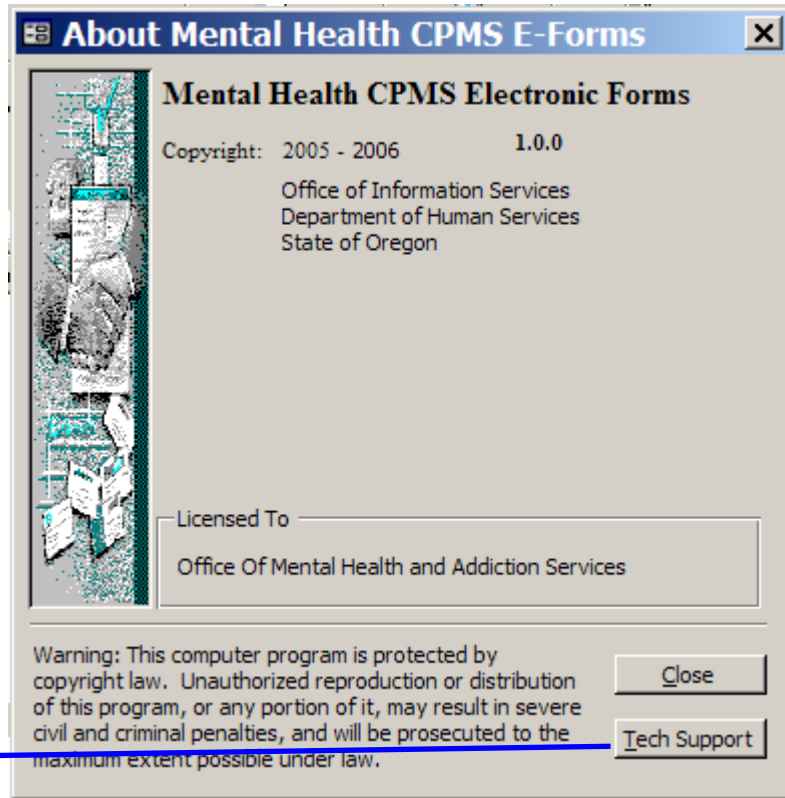 About Mental Health CPMS E-Forms
Mental Health CPMS Electronic Forms
Copyright: 2005 - 2006 1.0.0
Office of Information Services
Department of Human Services
State of Oregon
Licensed To
Office Of Mental Health and Addiction Services
Warning: This computer program is protected by
copyright law. Unauthorized reproduction or distribution
of this program, or any portion of it, may result in severe
civil and criminal penalties, and will be prosecuted to the
maximum extent possible under law.
Close
Tech Support